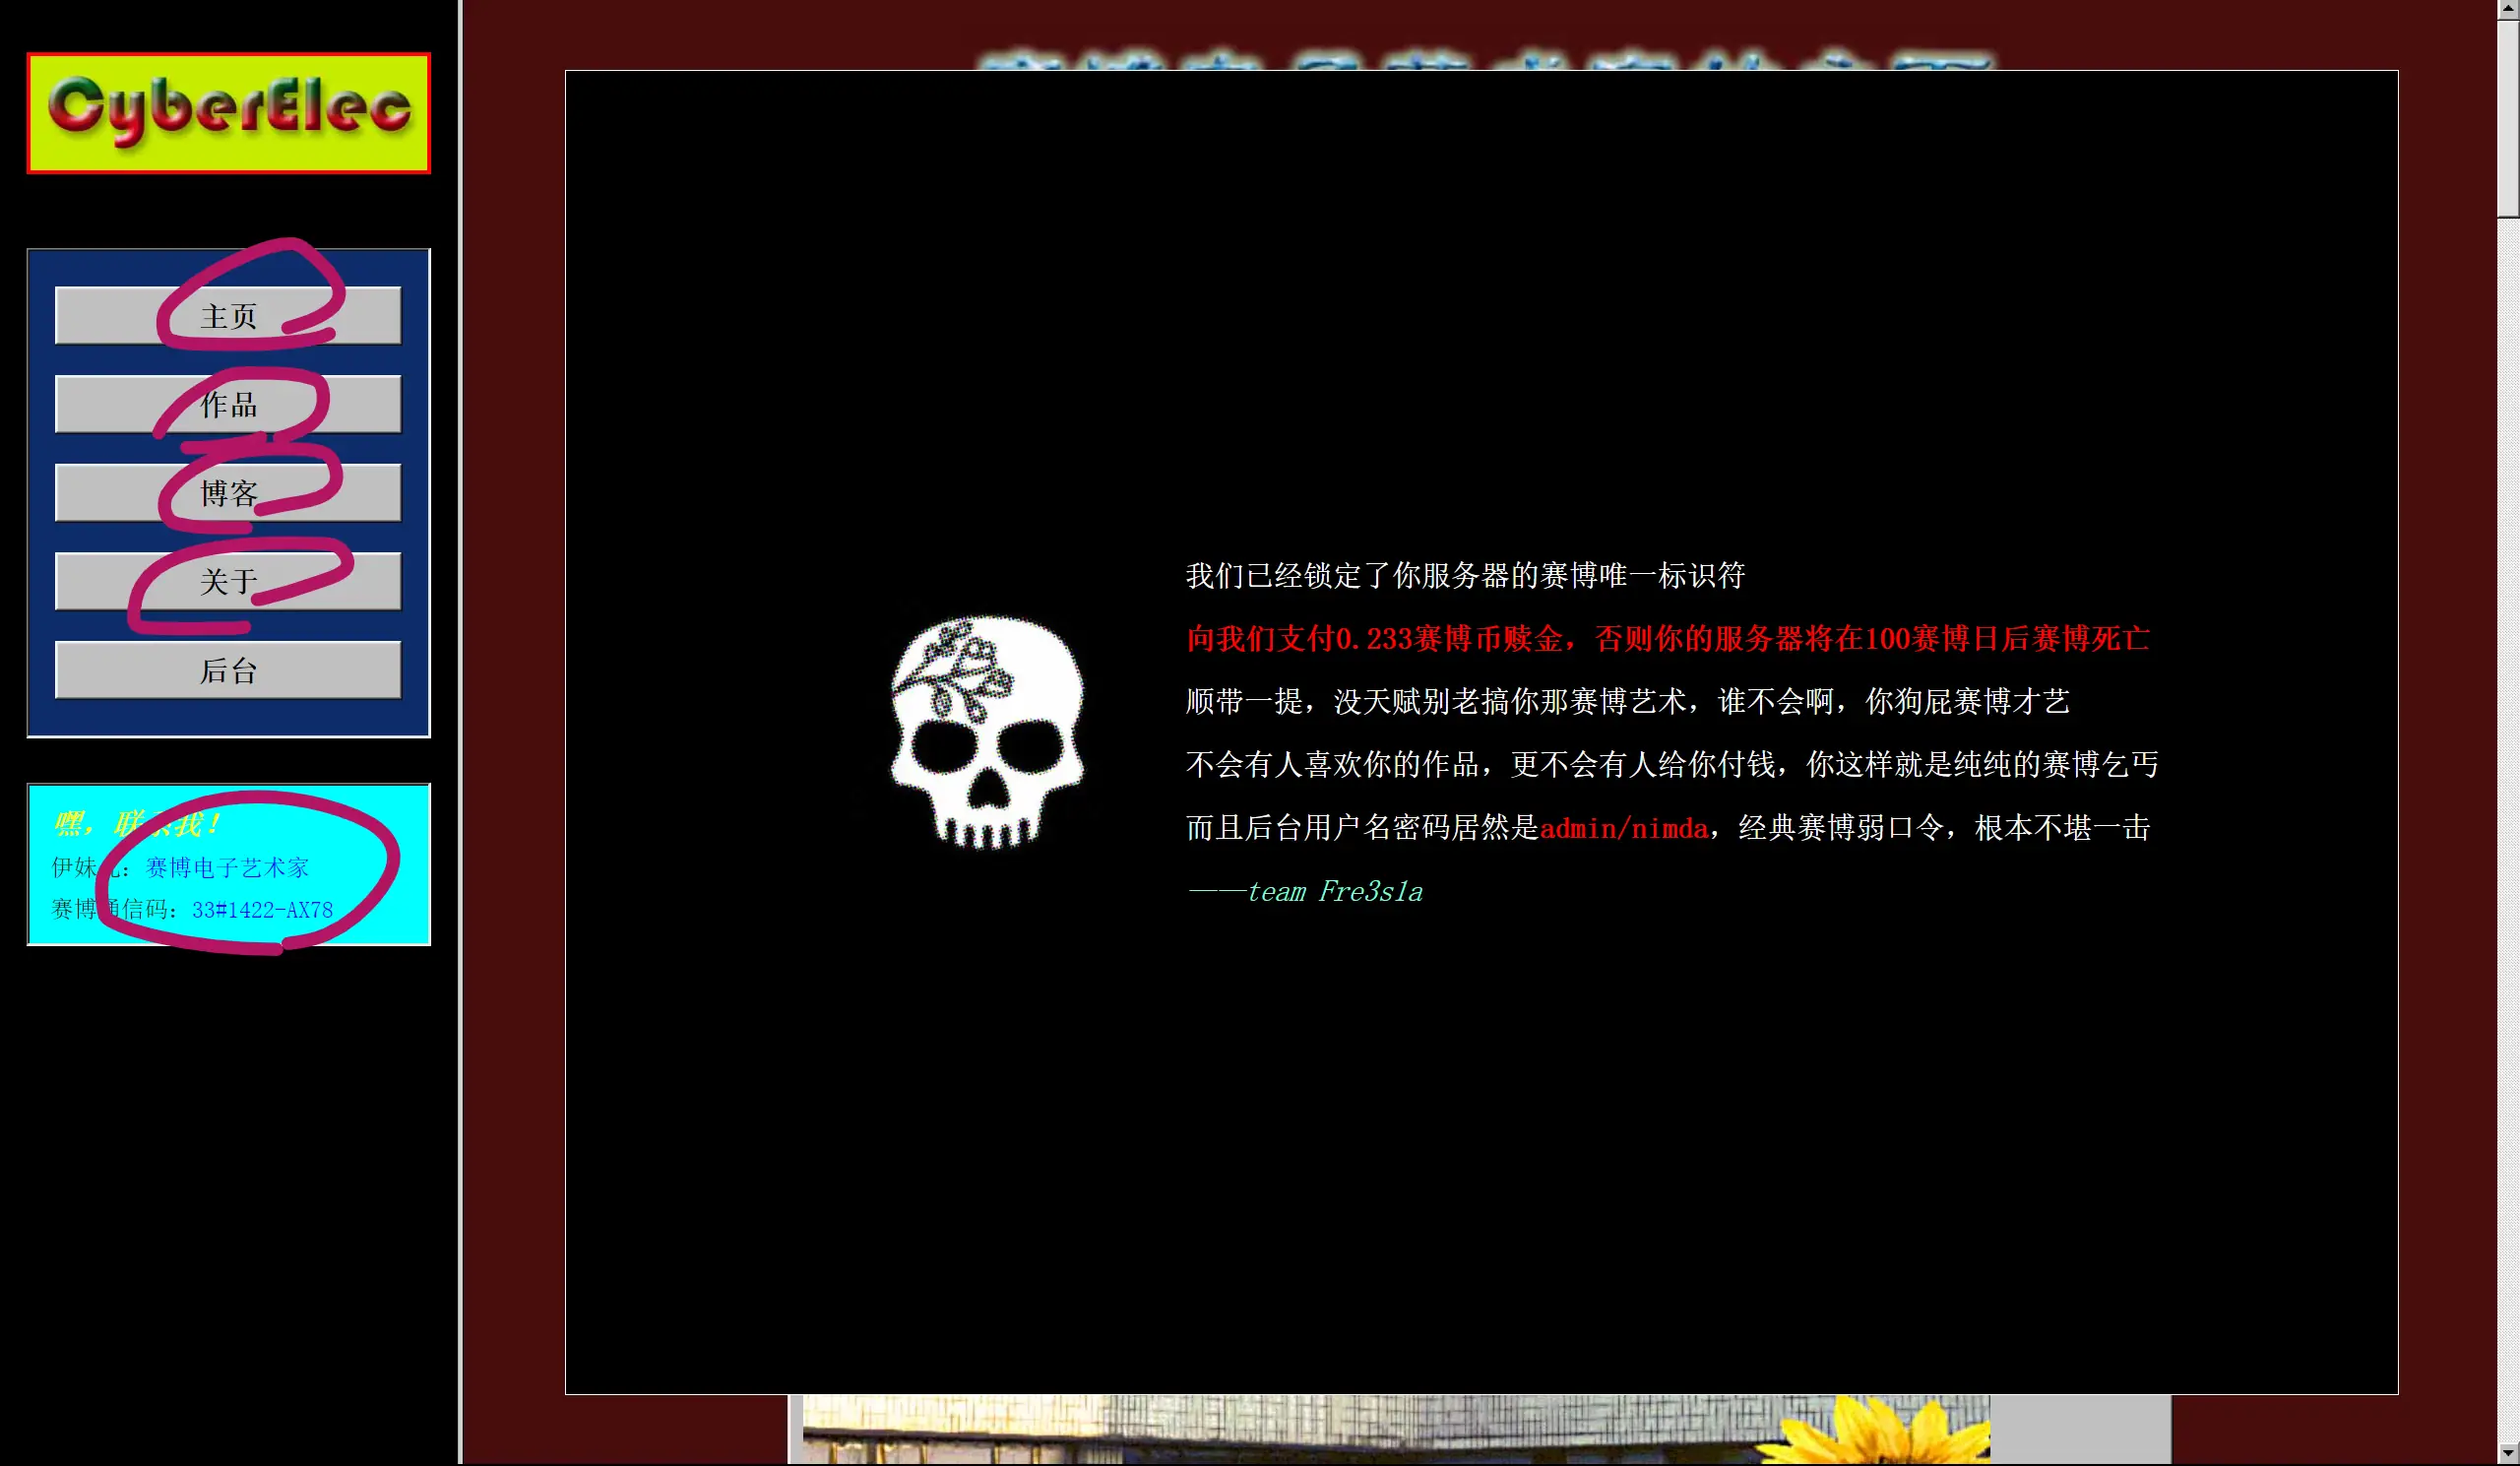 CyberElec
主页
作品
博客
关于
后台
嘿，联系我！
伊妹儿：赛博电子艺术家
赛博通信码：33#1422-AX78
我们已经锁定了你服务器的赛博唯一标识符
向我们支付0.233赛博币赎金，否则你的服务器将在100赛博日后赛博死亡
顺带一提，没天赋别老搞你那赛博艺术，谁不会啊，你狗屁赛博才艺
不会有人喜欢你的作品，更不会有人给你付钱，你这样就是纯纯的赛博乞丐
而且后台用户名密码居然是admin/nimda，经典赛博弱口令，根本不堪一击
——team Fre3s1a